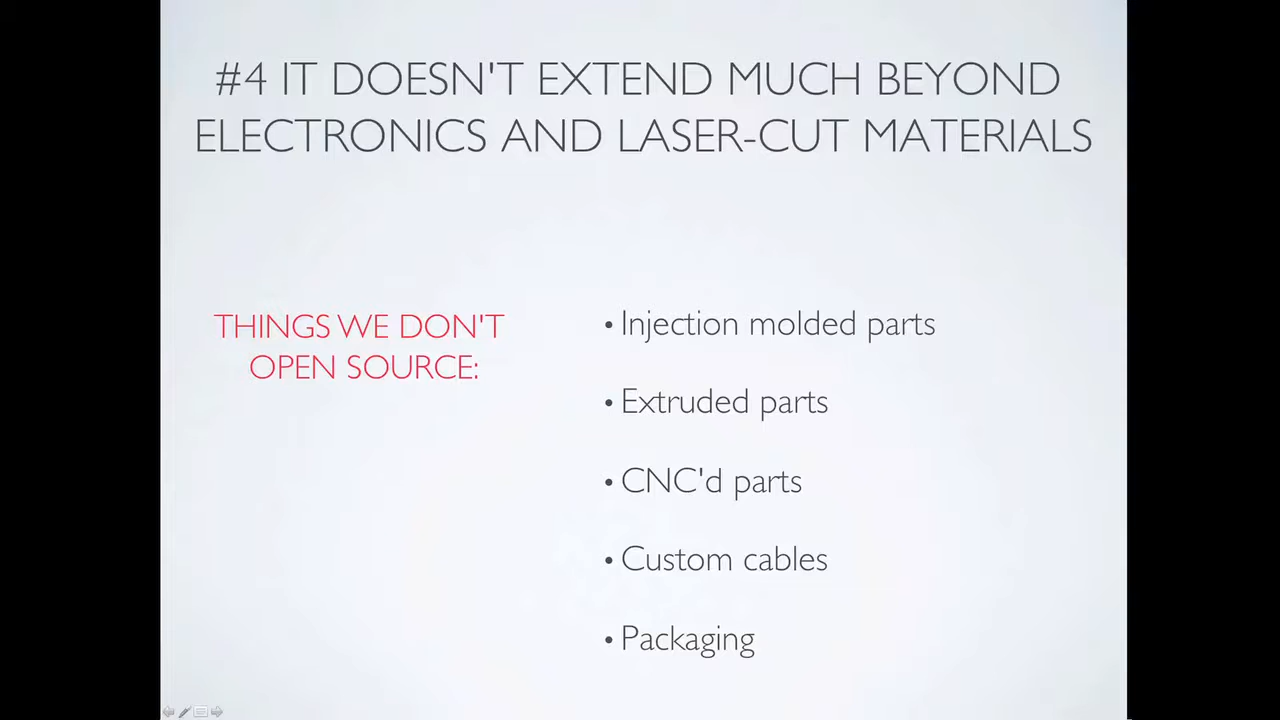 #4 IT DOESN'T EXTEND MUCH BEYOND
ELECTRONICS AND LASER-CUT MATERIALS
THINGS WE DON'T
OPEN SOURCE:
• Injection molded parts
• Extruded parts
• CNC'd parts
• Custom cables
• Packaging